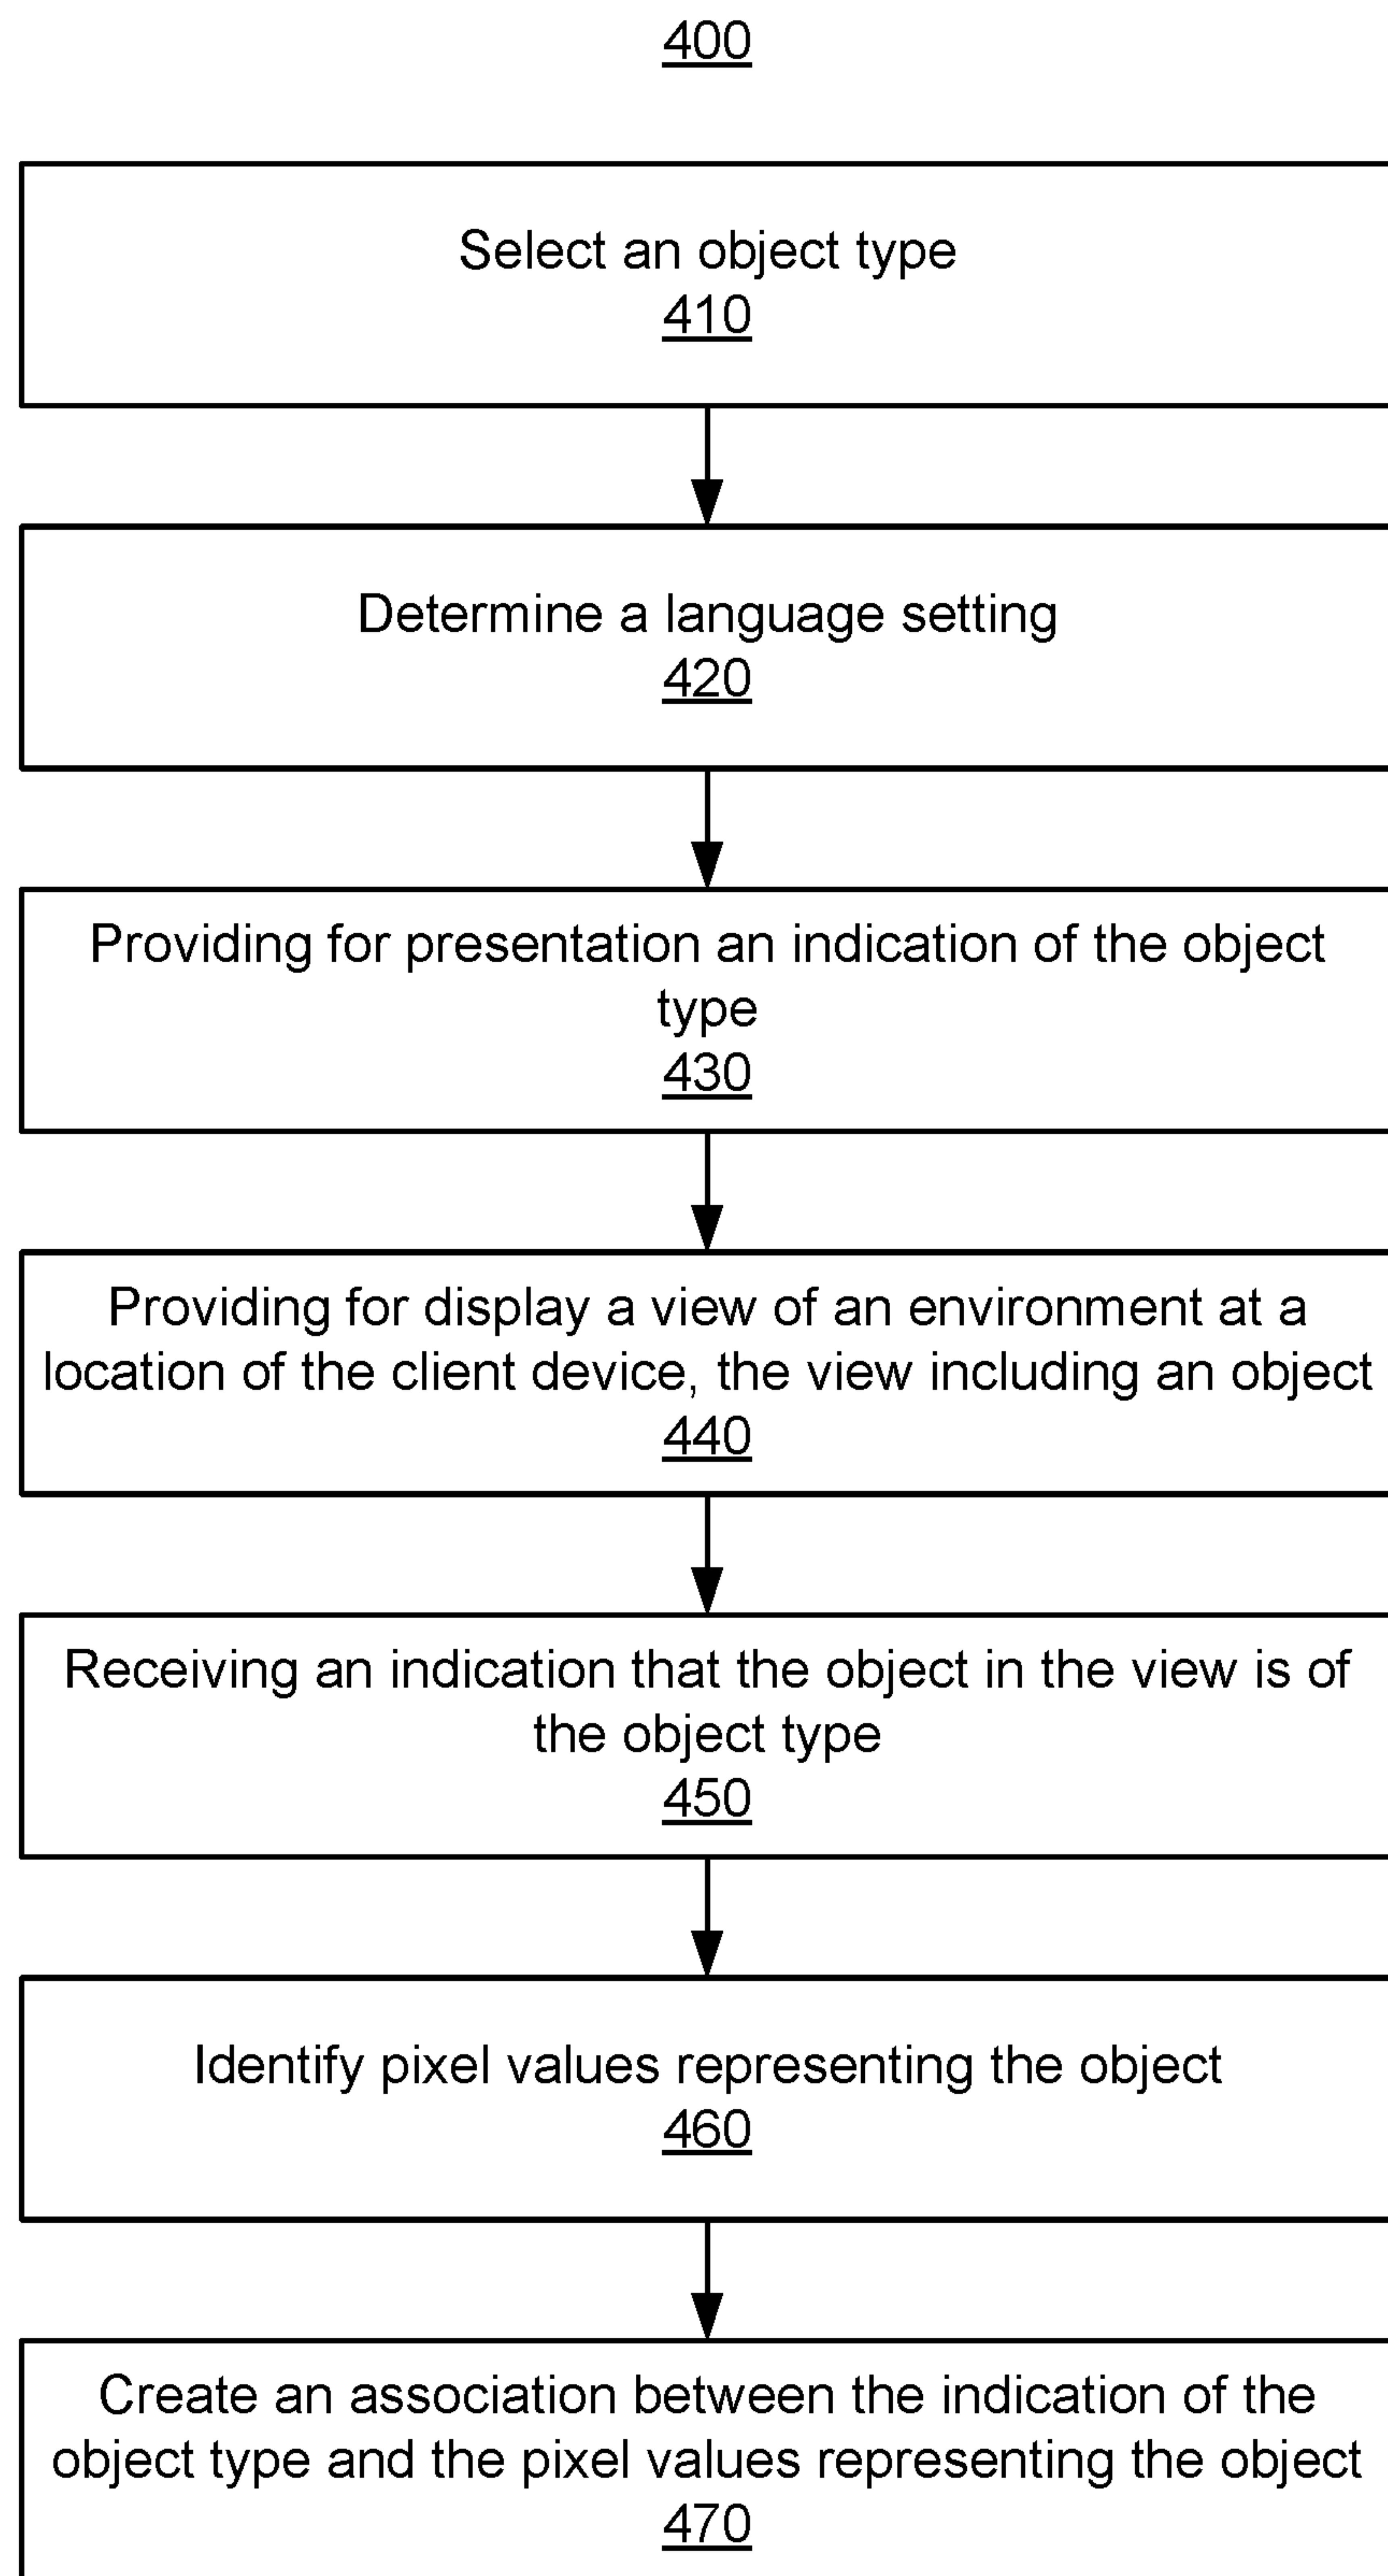 400
Select an object type
410
Determine a language setting
420
Providing for presentation an indication of the object
type
430
Providing for display a view of an environment at a
location of the client device, the view including an object
440
Receiving an indication that the object in the view is of
the object type
450
Identify pixel values representing the object
460
Create an association between the indication of the
object type and the pixel values representing the object
470